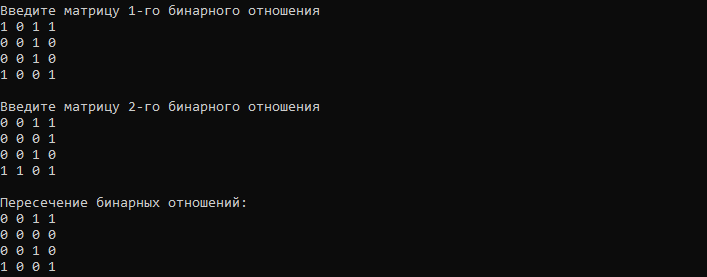 Введите матрицу 1-го бинарного отношения
1 0 1 1
0 0 1 0
0 0 1 0
1 0 0 1
Введите матрицу 2-го бинарного отношения
0 0 1 1
0 0 0 1
0 0 1 0
1 1 0 1
Пересечение бинарных отношений:
0 0 1 1
0 0 0 0
0 0 1 0
1 0 0 1